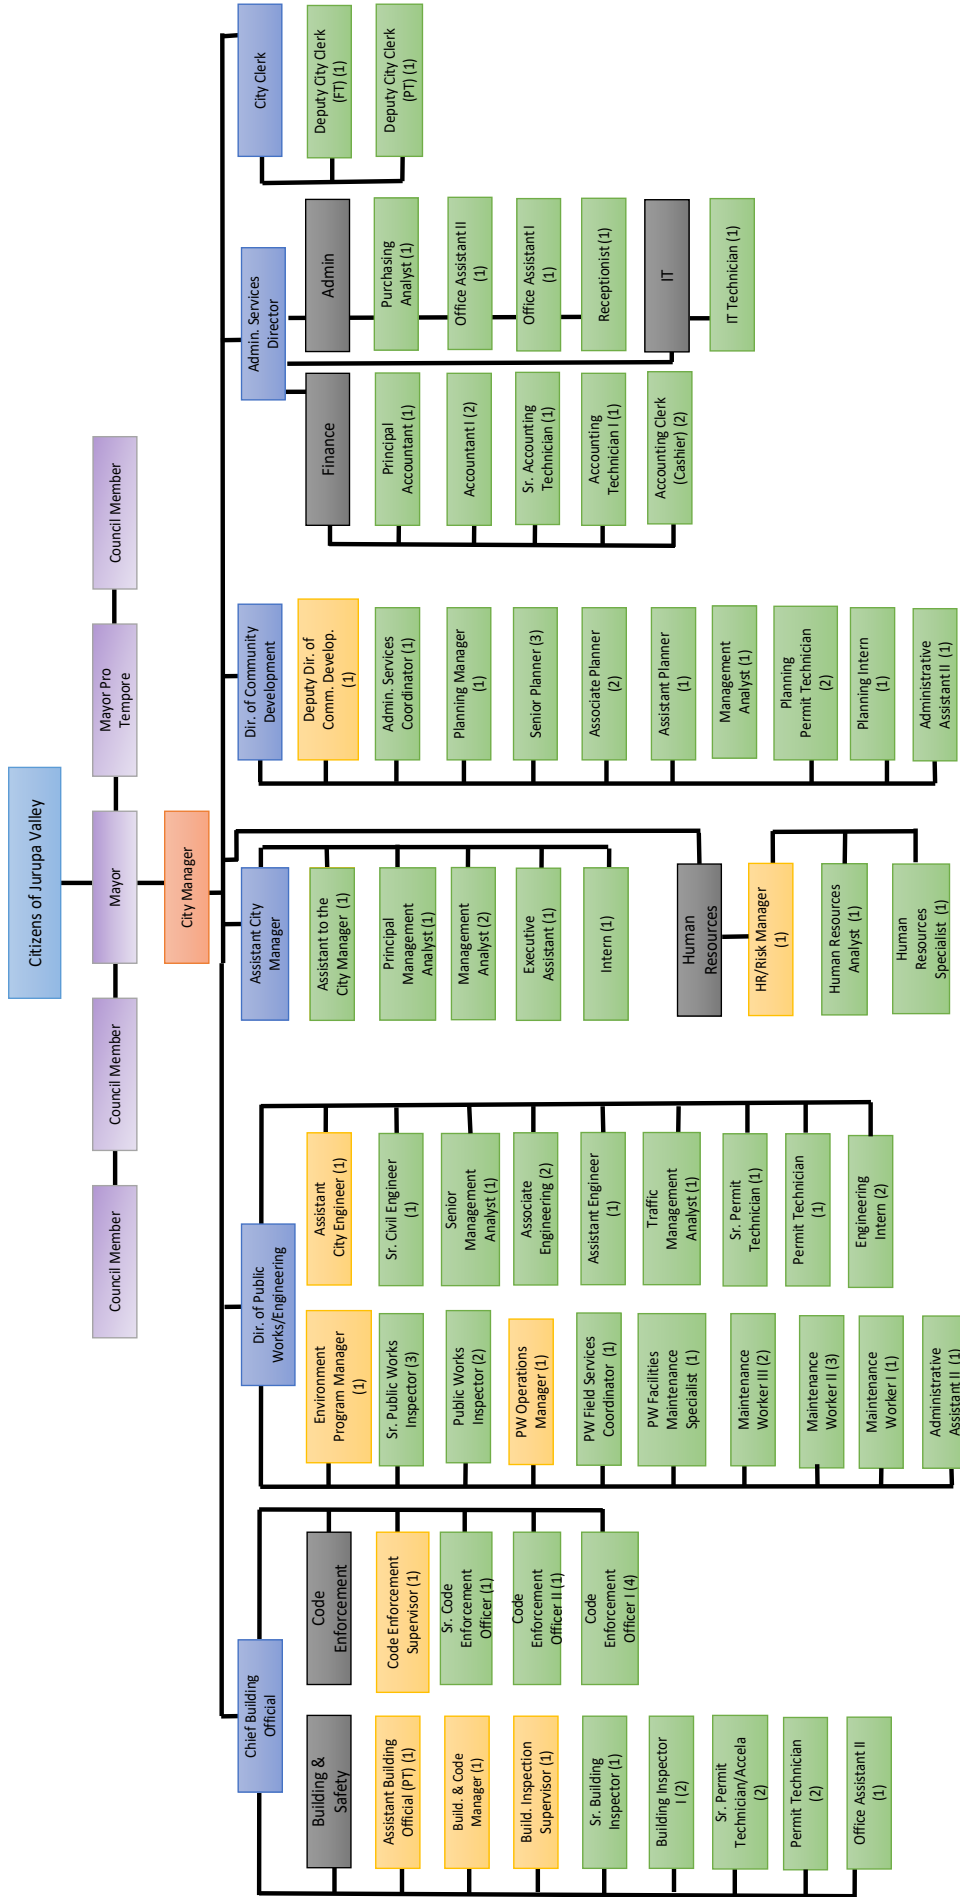 Citizens of Jurupa Valley
Council Member
Council Member
Mayor
Mayor Pro
Tempore
Council Member
City Manager
Chief Building
Official
Building &
Safety
Assistant Building
Official (PT) (1)
Build. & Code
Manager (1)
Build. Inspection
Supervisor (1)
Sr. Building
Inspector (1)
Building Inspector
I (2)
Sr. Permit
Technician/Accela
(2)
Permit Technician
(2)
Office Assistant II
(1)
Code
Enforcement
Code Enforcement
Supervisor (1)
Sr. Code
Enforcement
Officer (1)
Code
Enforcement
Officer II (1)
Code
Enforcement
Officer I (4)
Dir. of Public
Works/Engineering
Environment
Program Manager
(1)
Sr. Public Works
Inspector (3)
Public Works
Inspector (2)
PW Operations
Manager (1)
PW Field Services
Coordinator (1)
PW Facilities
Maintenance
Specialist (1)
Maintenance
Worker III (2)
Maintenance
Worker II (3)
Maintenance
Worker I (1)
Administrative
Assistant II (1)
Assistant
City Engineer (1)
Sr. Civil Engineer
(1)
Senior
Management
Analyst (1)
Associate
Engineering (2)
Assistant Engineer
(1)
Traffic
Management
Analyst (1)
Sr. Permit
Technician (1)
Permit Technician
(1)
Engineering
Intern (2)
Assistant City
Manager
Assistant to the
City Manager (1)
Principal
Management
Analyst (1)
Management
Analyst (2)
Executive
Assistant (1)
Intern (1)
Human
Resources
HR/Risk Manager
(1)
Human Resources
Analyst (1)
Human
Resources
Specialist (1)
Dir. of Community
Development
Deputy Dir. of
Comm. Develop.
(1)
Admin. Services
Coordinator (1)
Planning Manager
(1)
Senior Planner (3)
Associate Planner
(2)
Assistant Planner
(1)
Management
Analyst (1)
Planning
Permit Technician
(2)
Planning Intern
(1)
Administrative
Assistant II (1)
Admin. Services
Director
Finance
Principal
Accountant (1)
Accountant I (2)
Sr. Accounting
Technician (1)
Accounting
Technician I (1)
Accounting Clerk
(Cashier) (2)
Admin
Purchasing
Analyst (1)
Office Assistant II
(1)
Office Assistant I
(1)
Receptionist (1)
IT
IT Technician (1)
City Clerk
Deputy City Clerk
(FT) (1)
Deputy City Clerk
(PT) (1)